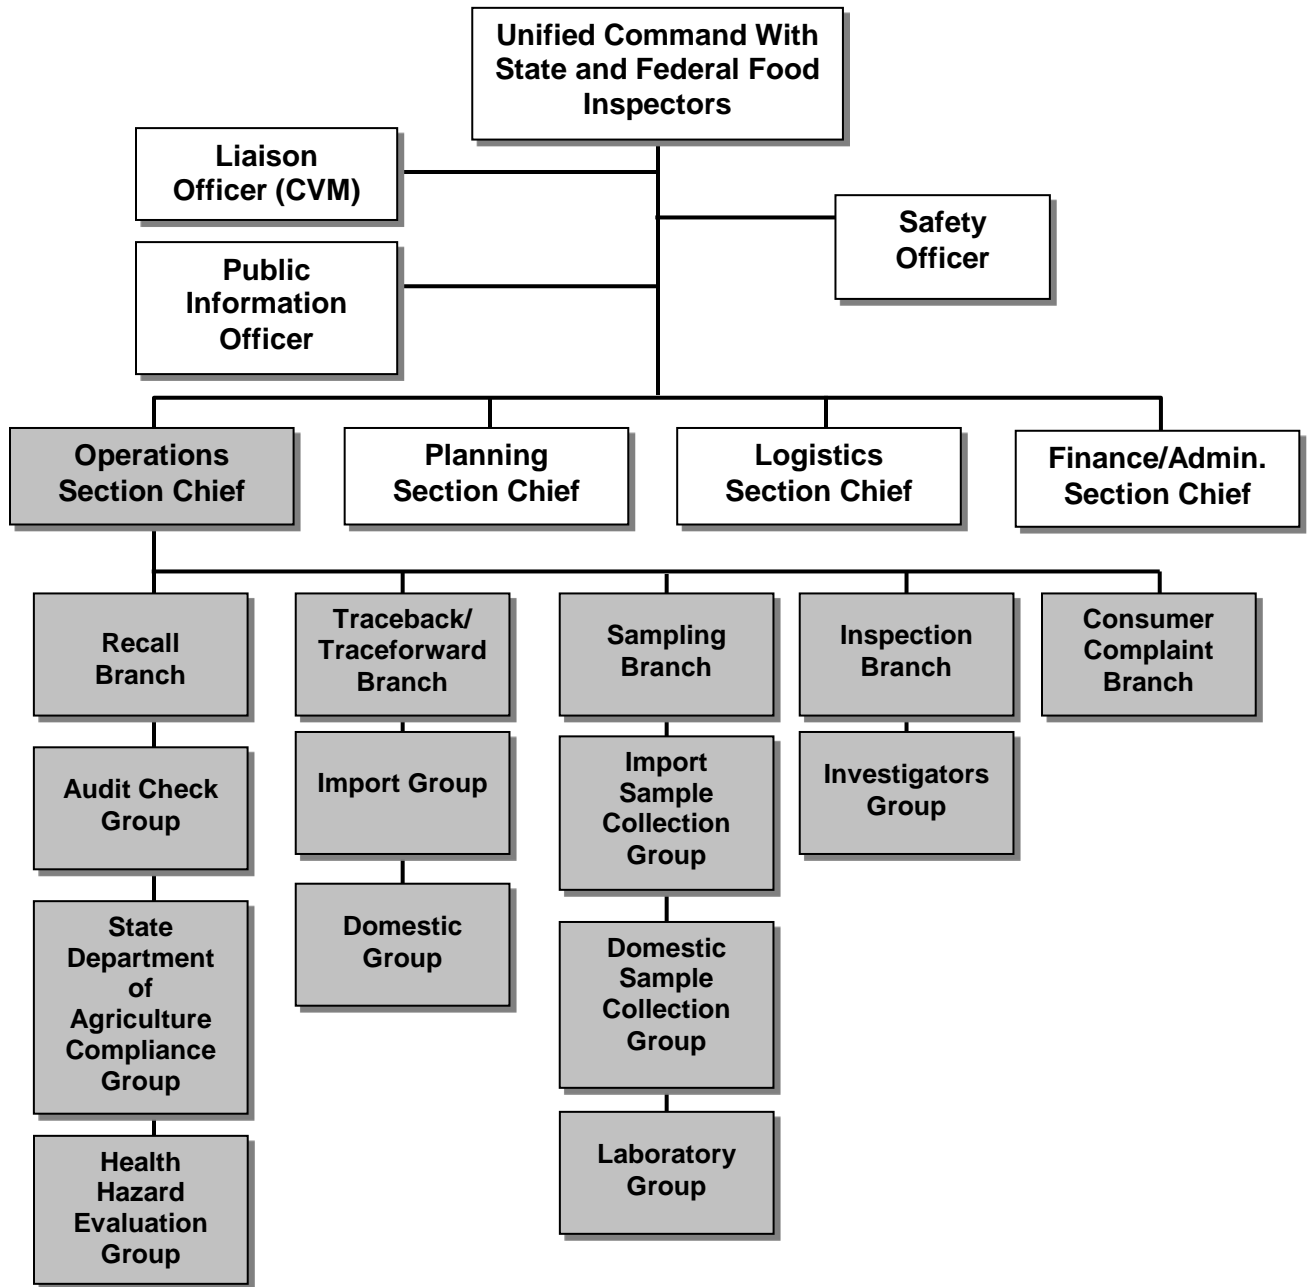 Unified Command With
State and Federal Food
Inspectors
Liaison
Officer (CVM)
Safety
Officer
Public
Information
Officer
Operations
Section Chief
Planning
Section Chief
Logistics
Section Chief
Finance/Admin.
Section Chief
Recall
Branch
Traceback/
Traceforward
Branch
Sampling
Branch
Inspection
Branch
Consumer
Complaint
Branch
Audit Check
Group
Import Group
Import
Sample
Collection
Group
Investigators
Group
State
Department
of
Agriculture
Compliance
Group
Domestic
Group
Domestic
Sample
Collection
Group
Health
Hazard
Evaluation
Group
Laboratory
Group